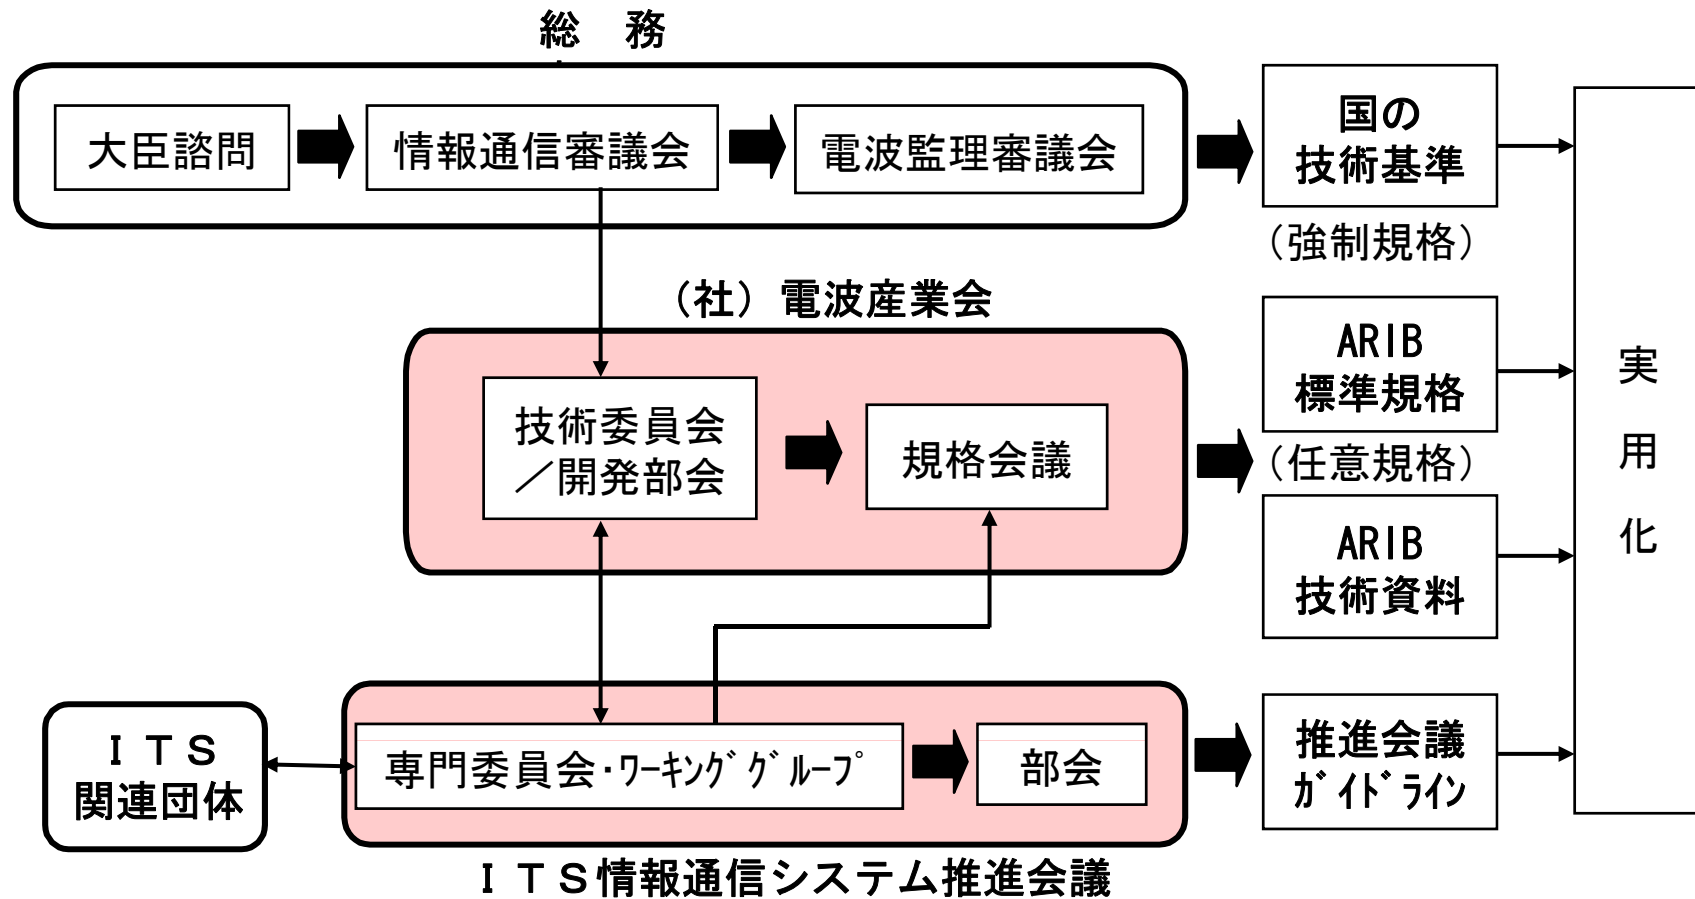 総　務
大臣諮問
情報通信審議会
電波監理審議会
国の
技術基準
（強制規格）
（社）電波産業会
技術委員会
／開発部会
規格会議
ARIB
標準規格
（任意規格）
ARIB
技術資料
実
用
化
ＩＴＳ
関連団体
専門委員会･ﾜｰｷﾝｸﾞｸﾞﾙｰﾌﾟ
部会
推進会議
ｶﾞｲﾄﾞﾗｲﾝ
ＩＴＳ情報通信システム推進会議